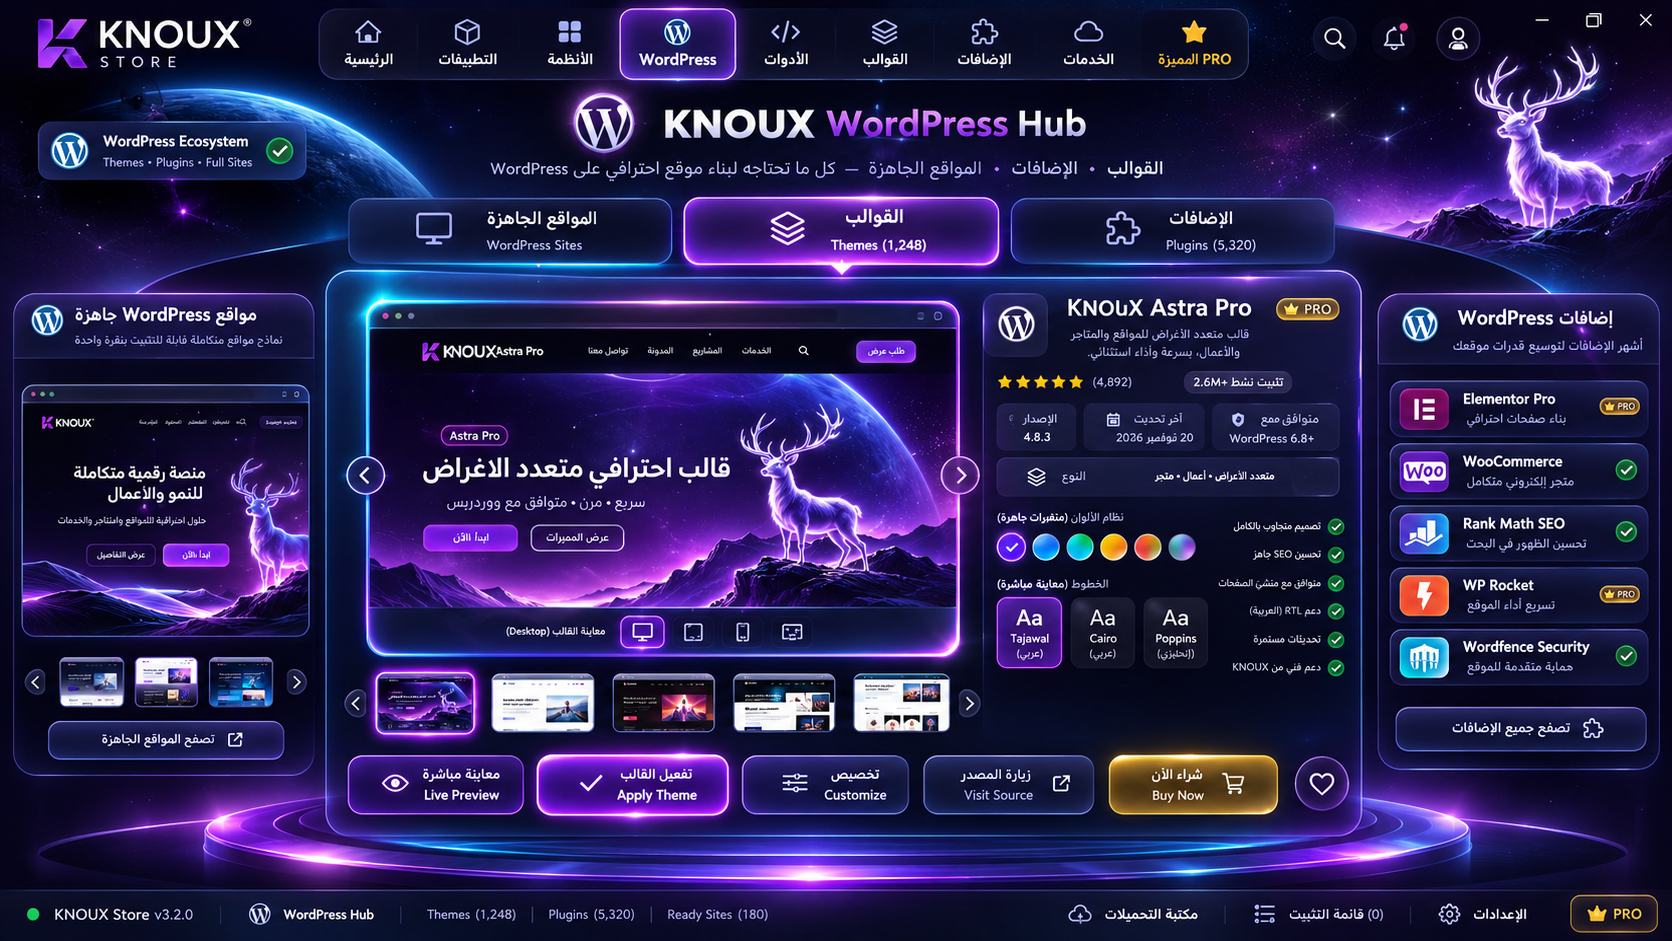 KNOUX®
STORE
الرئيسية
التطبيقات
الأنظمة
WordPress
الأدوات
القوالب
الإضافات
الخدمات
المميزة PRO
WordPress Ecosystem
Themes • Plugins • Full Sites
KNOUX WordPress Hub
القوالب • الإضافات • المواقع الجاهزة — كل ما تحتاجه لبناء موقع احترافي على WordPress
المواقع الجاهزة
WordPress Sites
القوالب
Themes (1,248)
الإضافات
Plugins (5,320)
مواقع WordPress جاهزة
نماذج مواقع متكاملة قابلة للتثبيت بنقرة واحدة
KNOUX
منصة رقمية متكاملة
للنمو والأعمال
عرض التفاصيل
ابدأ الآن
تصفح المواقع الجاهزة
KNOUX Astra Pro
تواصل معنا
المدونة
المشاريع
الخدمات
طلب عرض
Astra Pro
قالب احترافي متعدد الاغراض
سريع • مرن • متوافق مع ووردبريس
ابدأ الآن
عرض المميزات
معاينة القالب (Desktop)
KNOUX Astra Pro
PRO
قالب متعدد الأغراض للمواقع والمتاجر
والأعمال، بسرعة وأداء استثنائي.
(4,892)
تثبيت نشط +2.6M
الإصدار
4.8.3
آخر تحديث
20 نوفمبر 2036
متوافق ممع
WordPress 6.8+
النوع
متعدد الأغراض • أعمال • متجر
نظام الألوان (متغيرات جاهزة)
الخطوط (معاينة مباشرة)
Aa
Tajawal
(عربي)
Aa
Cairo
(عربي)
Aa
Poppins
تصميم متجاوب بالكامل
تحسين SEO جاهز
متوافق مع منشئ الصفحات
دعم RTL (العربية)
تحديثات مستمرة
دعم فني من KNOUX
معاينة مباشرة
Live Preview
تفعيل القالب
Apply Theme
تخصيص
Customize
زيارة المصدر
Visit Source
شراء الآن
Buy Now
إضافات WordPress
أشهر الإضافات لتوسيع قدرات موقعك
Elementor Pro
بناء صفحات احترافي
PRO
Woo
WooCommerce
متجر إلكتروني متكامل
Rank Math SEO
تحسين الظهور في البحث
WP Rocket
تسريع أداء الموقع
PRO
Wordfence Security
حماية متقدمة للموقع
تصفح جميع الإضافات
KNOUX Store v3.2.0
WordPress Hub
Themes (1,248)
Plugins (5,320)
Ready Sites (180)
مكتبة التحميلات
قائمة التثبيت (0)
الإعدادات
PRO